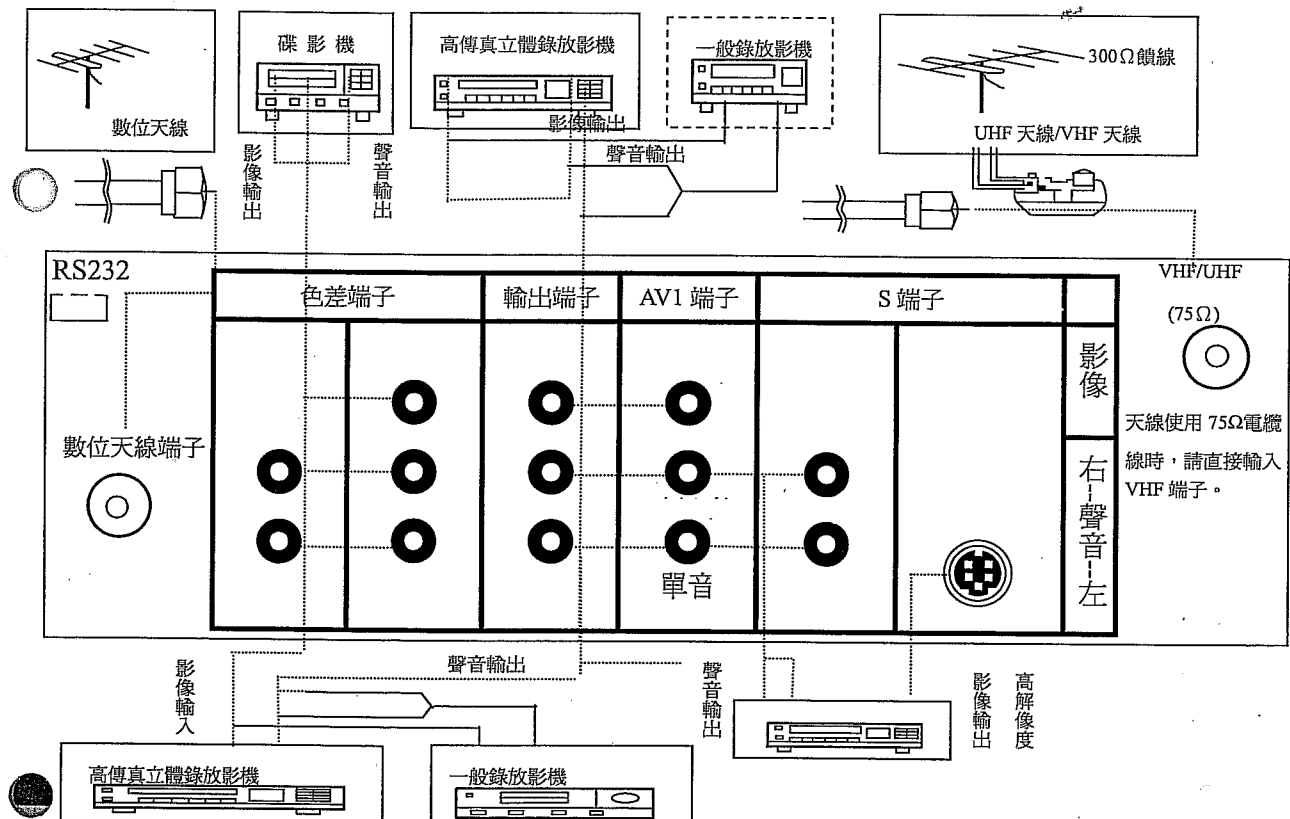 數位天線
碟影機
高傳真立體錄放影機
一般錄放影機
300Ω饋線
UHF 天線/VHF 天線
影像輸出
聲音輸出
影像輸出
聲音輸出
RS232
數位天線端子
色差端子
輸出端子
AV1 端子
S 端子
影像
右--聲音--左
單音
VHF/UHF
(75Ω)
天線使用 75Ω電纜
線時，請直接輸入
VHF 端子。
影像輸入
聲音輸出
聲音輸出
影像輸出
高解像度
高傳真立體錄放影機
一般錄放影機